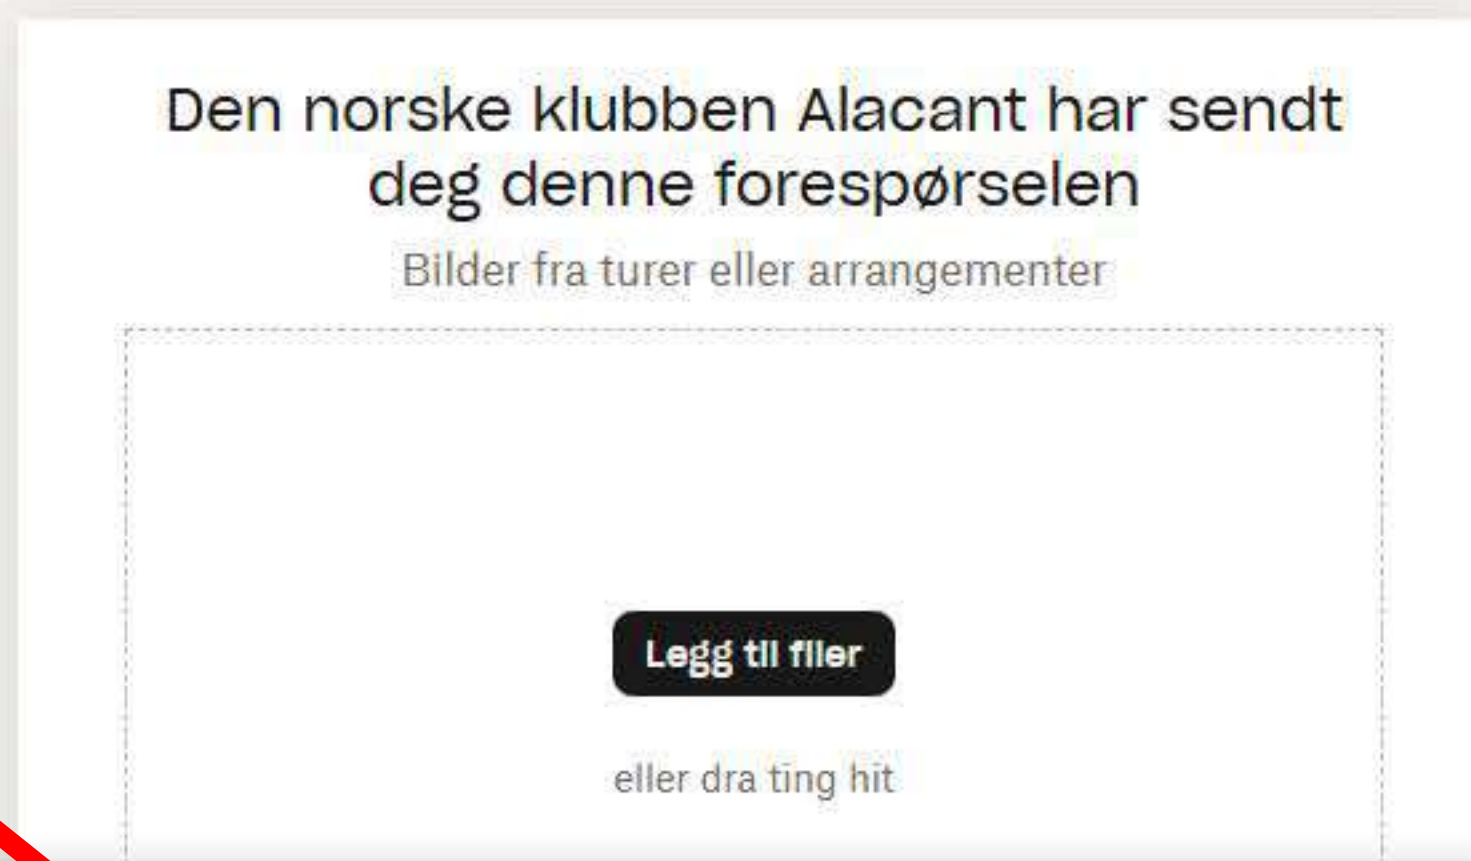 Den norske klubben Alacant har sendt
deg denne forespørselen
Bilder fra turer eller arrangementer
Legg til filer
eller dra ting hit